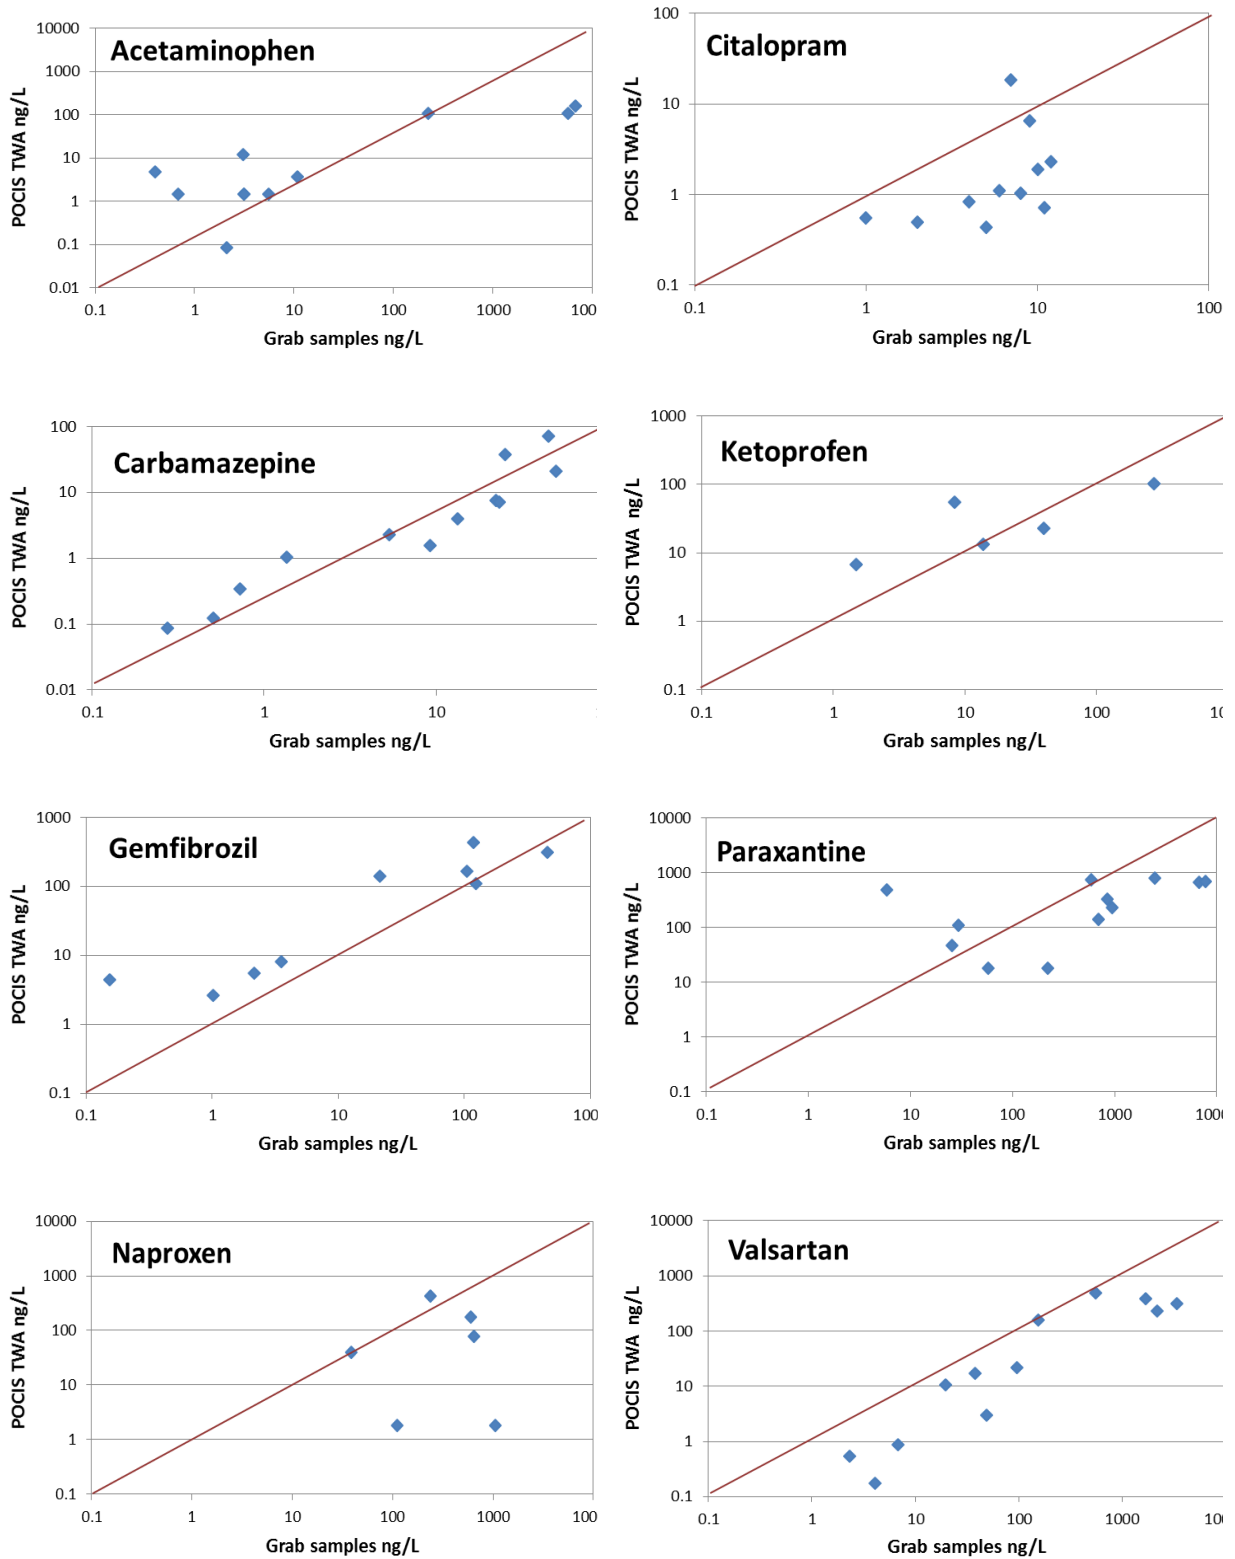 Acetaminophen
POCIS TWA ng/L
10000
1000
100
10
1
0.1
0.01
0.1 1 10 100 1000 100
Grab samples ng/L
Citalopram
POCIS TWA ng/L
100
10
1
0.1
0.1 1 10 100
Grab samples ng/L
Carbamazepine
POCIS TWA ng/L
100
10
1
0.1
0.01
0.1 1 10
Grab samples ng/L
Ketoprofen
POCIS TWA ng/L
1000
100
10
1
0.1
0.1 1 10 100 10
Grab samples ng/L
Gemfibrozil
POCIS TWA ng/L
1000
100
10
1
0.1
0.1 1 10 100 100
Grab samples ng/L
Paraxantine
POCIS TWA ng/L
10000
1000
100
10
1
0.1
0.1 1 10 100 1000 1000
Grab samples ng/L
Naproxen
POCIS TWA ng/L
10000
1000
100
10
1
0.1
0.1 1 10 100 1000 100
Grab samples ng/L
Valsartan
POCIS TWA ng/L
10000
1000
100
10
1
0.1
0.1 1 10 100 1000 100
Grab samples ng/L